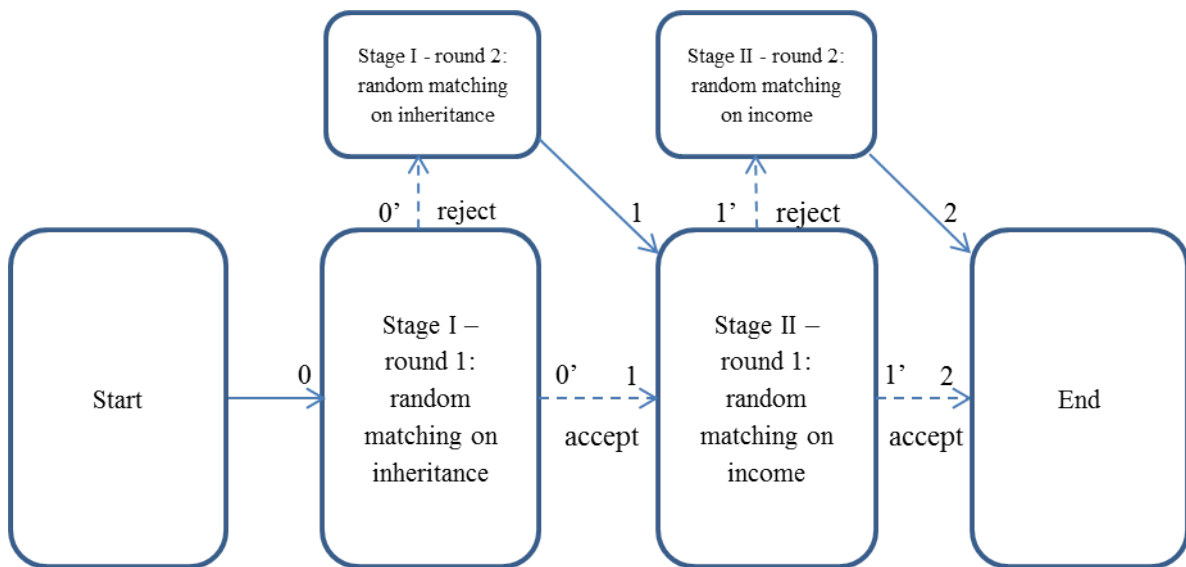 Stage I - round 2:
random matching
on inheritance
Stage II - round 2:
random matching
on income
0’
reject
1
1’
reject
2
Start
0
Stage I –
round 1:
random
matching on
inheritance
0’
1
accept
Stage II –
round 1:
random
matching on
income
1’
2
accept
End